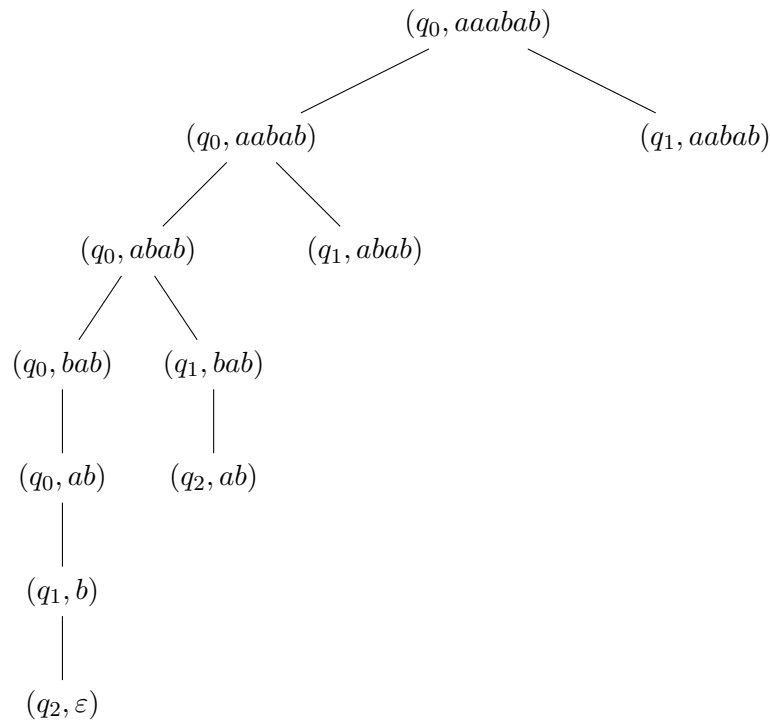 (q₀, aaabab)
(q₀, aabab) (q₁, aabab)
(q₀, abab) (q₁, abab)
(q₀, bab) (q₁, bab)
(q₀, ab) (q₂, ab)
(q₁, b)
(q₂, ε)